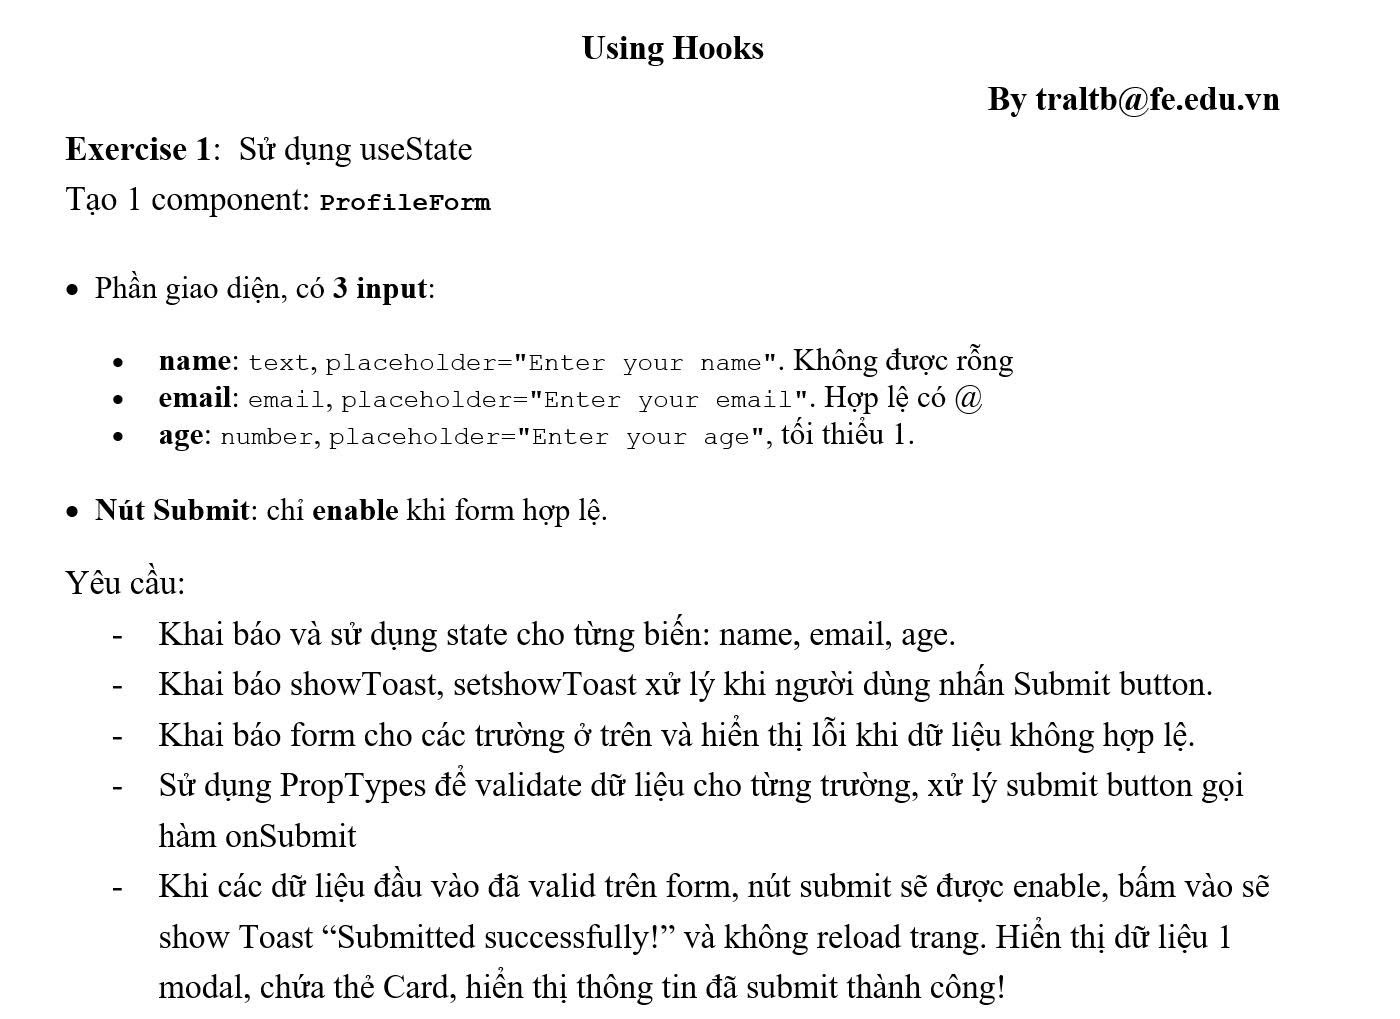 Using Hooks
By traltb@fe.edu.vn
Exercise 1: Sử dụng useState
Tạo 1 component: ProfileForm
• Phần giao diện, có 3 input:
• name: text, placeholder="Enter your name". Không được rỗng
• email: email, placeholder="Enter your email". Hợp lệ có @
• age: number, placeholder="Enter your age", tối thiểu 1.
• Nút Submit: chỉ enable khi form hợp lệ.
Yêu cầu:
- Khai báo và sử dụng state cho từng biến: name, email, age.
- Khai báo showToast, setshowToast xử lý khi người dùng nhấn Submit button.
- Khai báo form cho các trường ở trên và hiển thị lỗi khi dữ liệu không hợp lệ.
- Sử dụng PropTypes để validate dữ liệu cho từng trường, xử lý submit button gọi
hàm onSubmit
- Khi các dữ liệu đầu vào đã valid trên form, nút submit sẽ được enable, bấm vào sẽ
show Toast “Submitted successfully!” và không reload trang. Hiển thị dữ liệu 1
modal, chứa thẻ Card, hiển thị thông tin đã submit thành công!